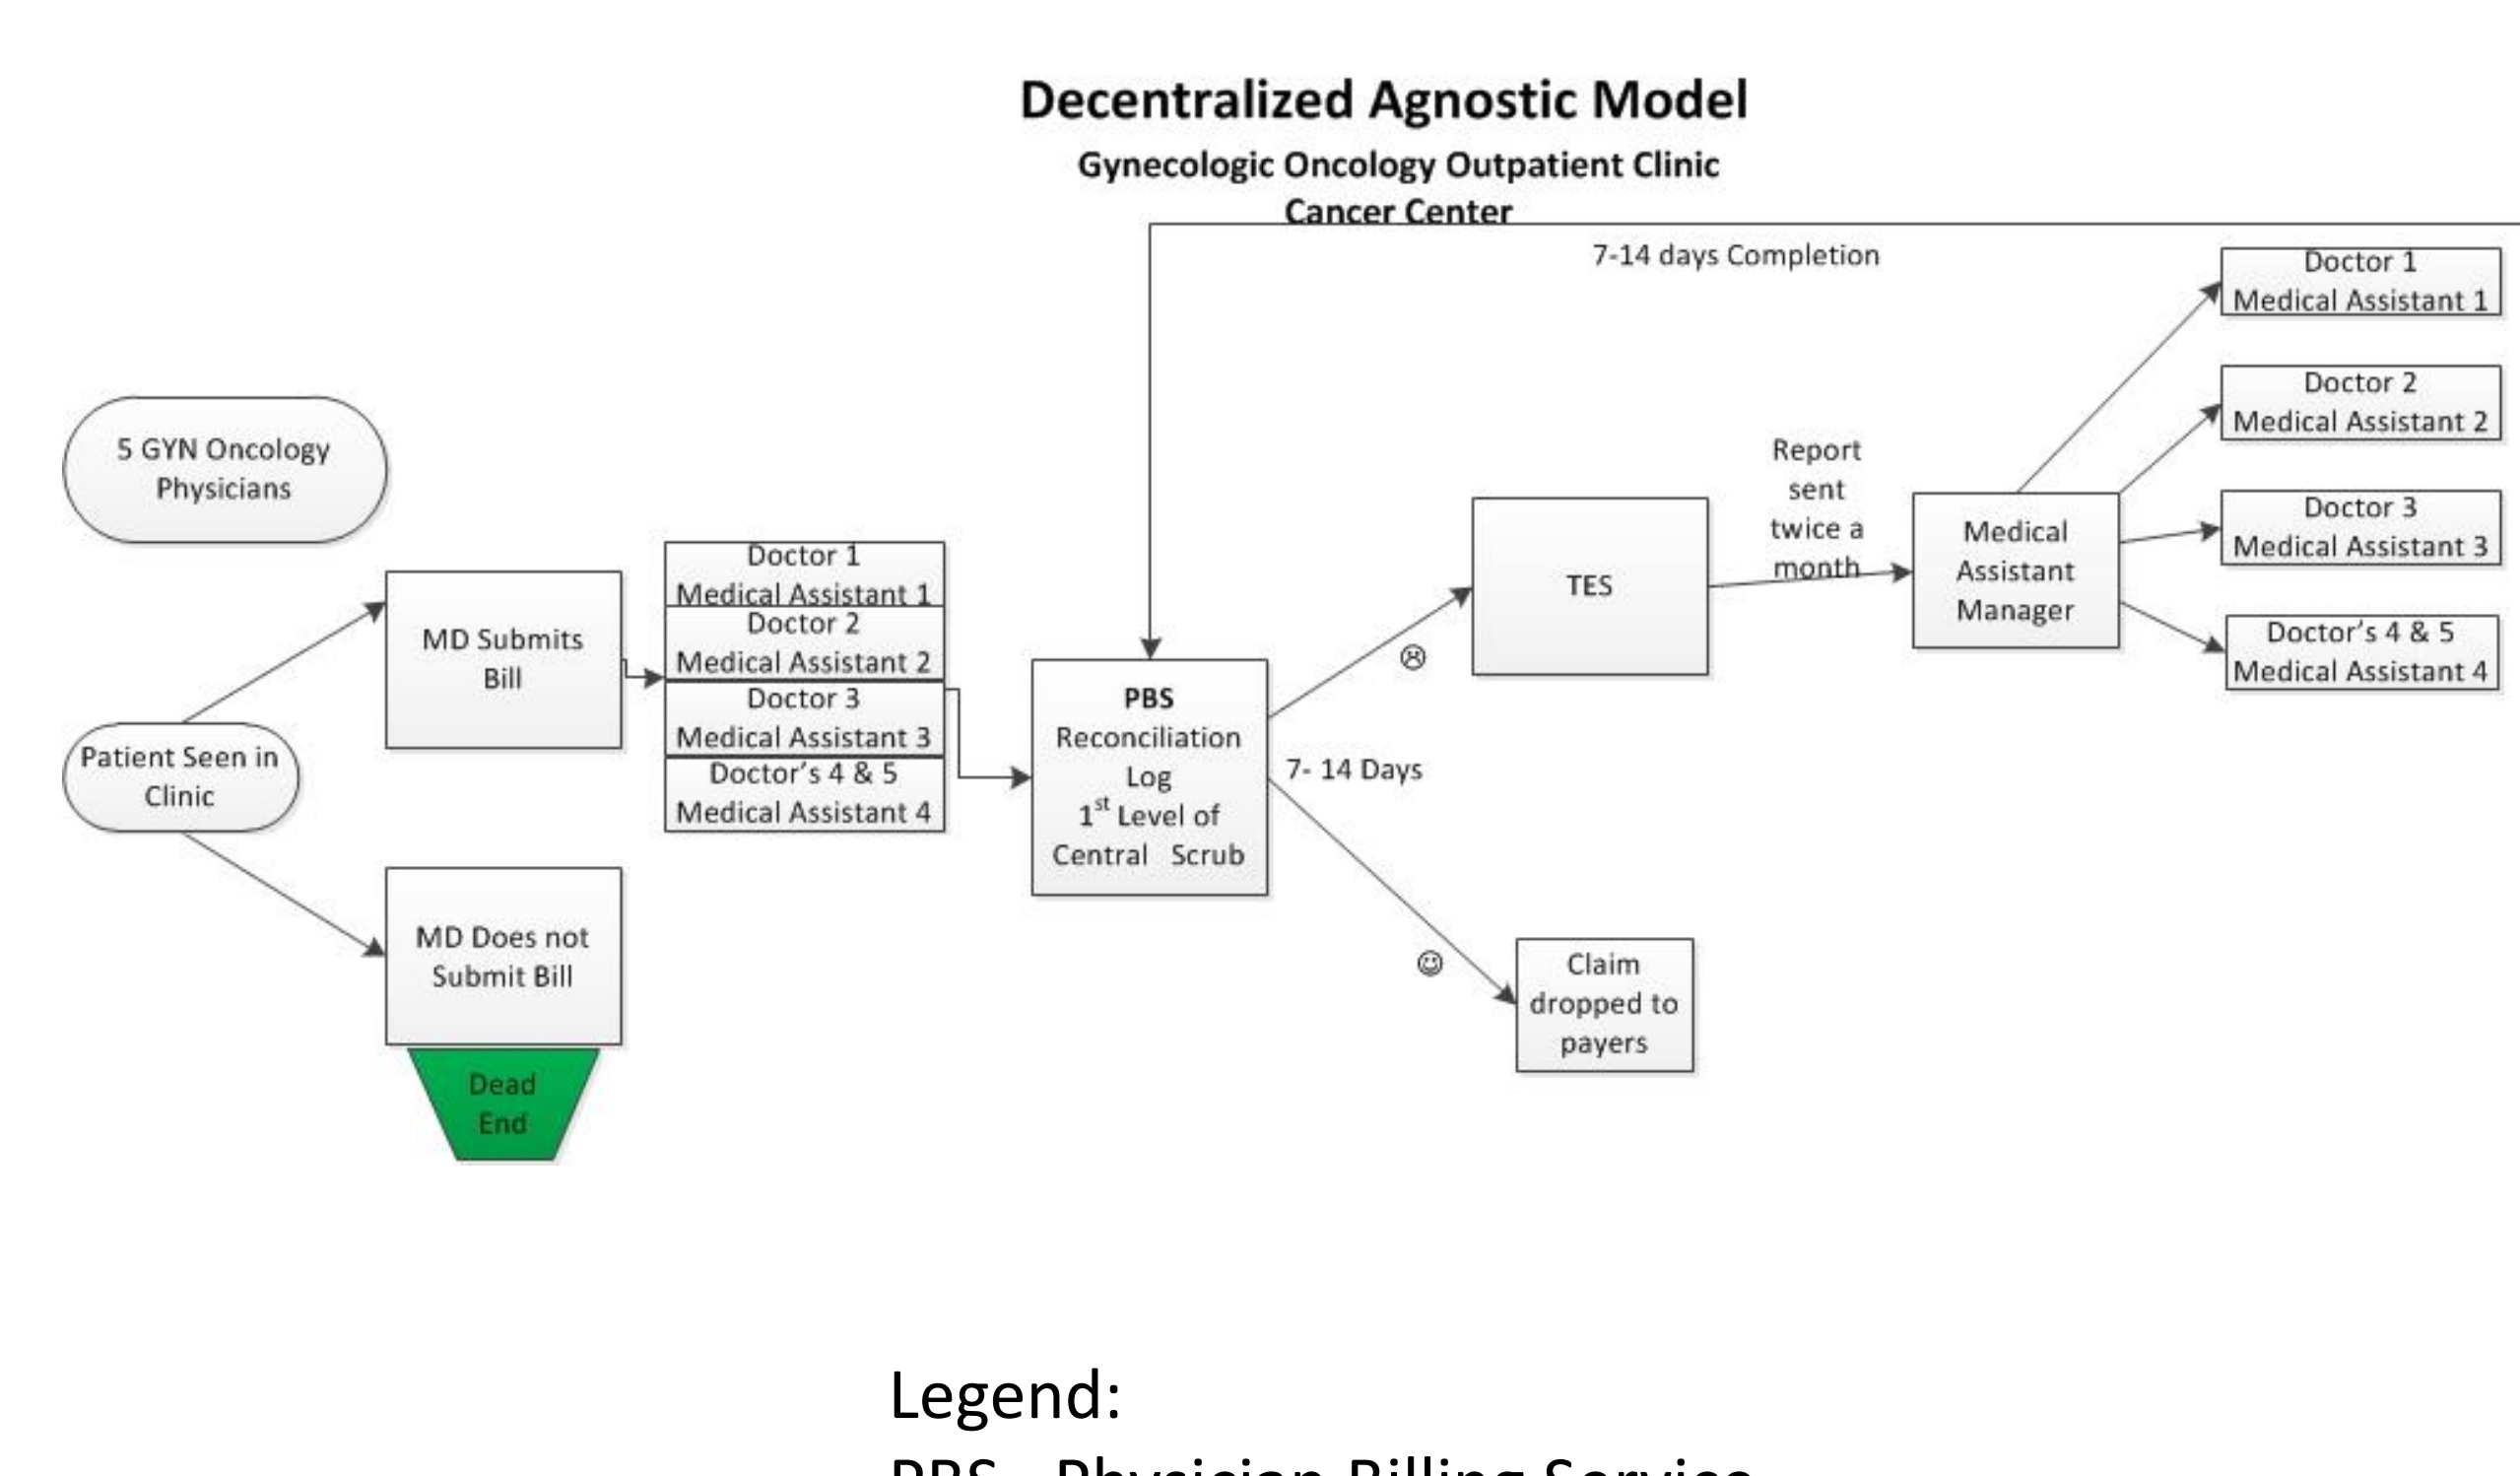 Decentralized Agnostic Model
Gynecologic Oncology Outpatient Clinic
Cancer Center
7-14 days Completion
5 GYN Oncology
Physicians
Patient Seen in
Clinic
MD Submits
Bill
MD Does not
Submit Bill
Dead
End
Doctor 1
Medical Assistant 1
Doctor 2
Medical Assistant 2
Doctor 3
Medical Assistant 3
Doctor’s 4 & 5
Medical Assistant 4
PBS
Reconciliation
Log
1st Level of
Central Scrub
7- 14 Days
TES
Claim
dropped to
payers
Report
sent
twice a
month
Medical
Assistant
Manager
Doctor 1
Medical Assistant 1
Doctor 2
Medical Assistant 2
Doctor 3
Medical Assistant 3
Doctor’s 4 & 5
Medical Assistant 4
Legend:
PBS - Physician Billing Service